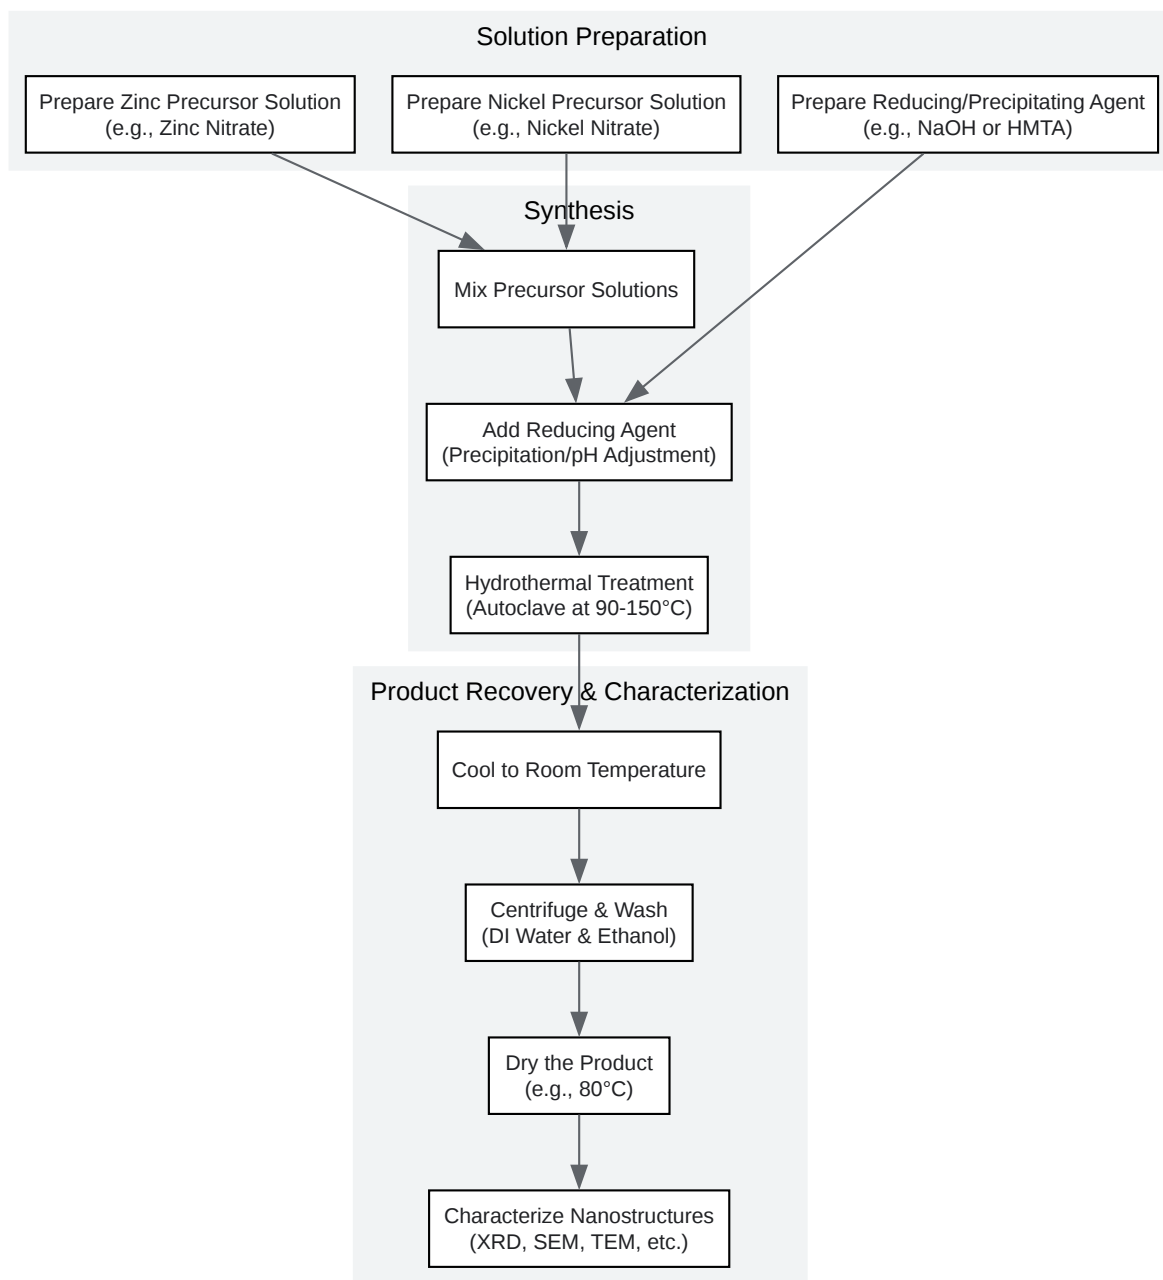 Solution Preparation
Prepare Zinc Precursor Solution
(e.g., Zinc Nitrate)
Prepare Nickel Precursor Solution
(e.g., Nickel Nitrate)
Prepare Reducing/Precipitating Agent
(e.g., NaOH or HMTA)
Synthesis
Mix Precursor Solutions
Add Reducing Agent
(Precipitation/pH Adjustment)
Hydrothermal Treatment
(Autoclave at 90-150°C)
Product Recovery & Characterization
Cool to Room Temperature
Centrifuge & Wash
(DI Water & Ethanol)
Dry the Product
(e.g., 80°C)
Characterize Nanostructures
(XRD, SEM, TEM, etc.)